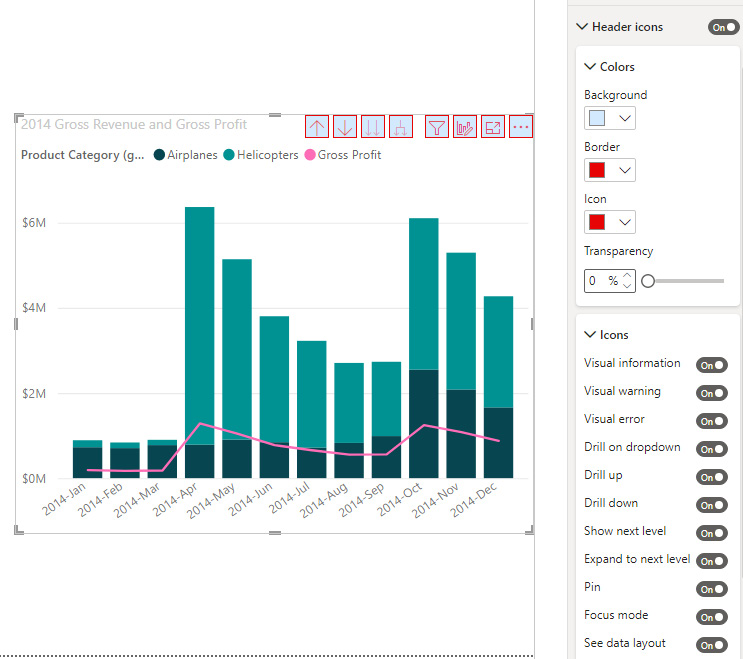 2014 Gross Revenue and Gross Profit
Product Category (g... Airplanes Helicopters Gross Profit
$6M
$4M
$2M
$0M
2014-Jan 2014-Feb 2014-Mar 2014-Apr 2014-May 2014-Jun 2014-Jul 2014-Aug 2014-Sep 2014-Oct 2014-Nov 2014-Dec
Header icons On
Colors
Background
Border
Icon
Transparency
0 %
Icons
Visual information On
Visual warning On
Visual error On
Drill on dropdown On
Drill up On
Drill down On
Show next level On
Expand to next level On
Pin On
Focus mode On
See data layout On